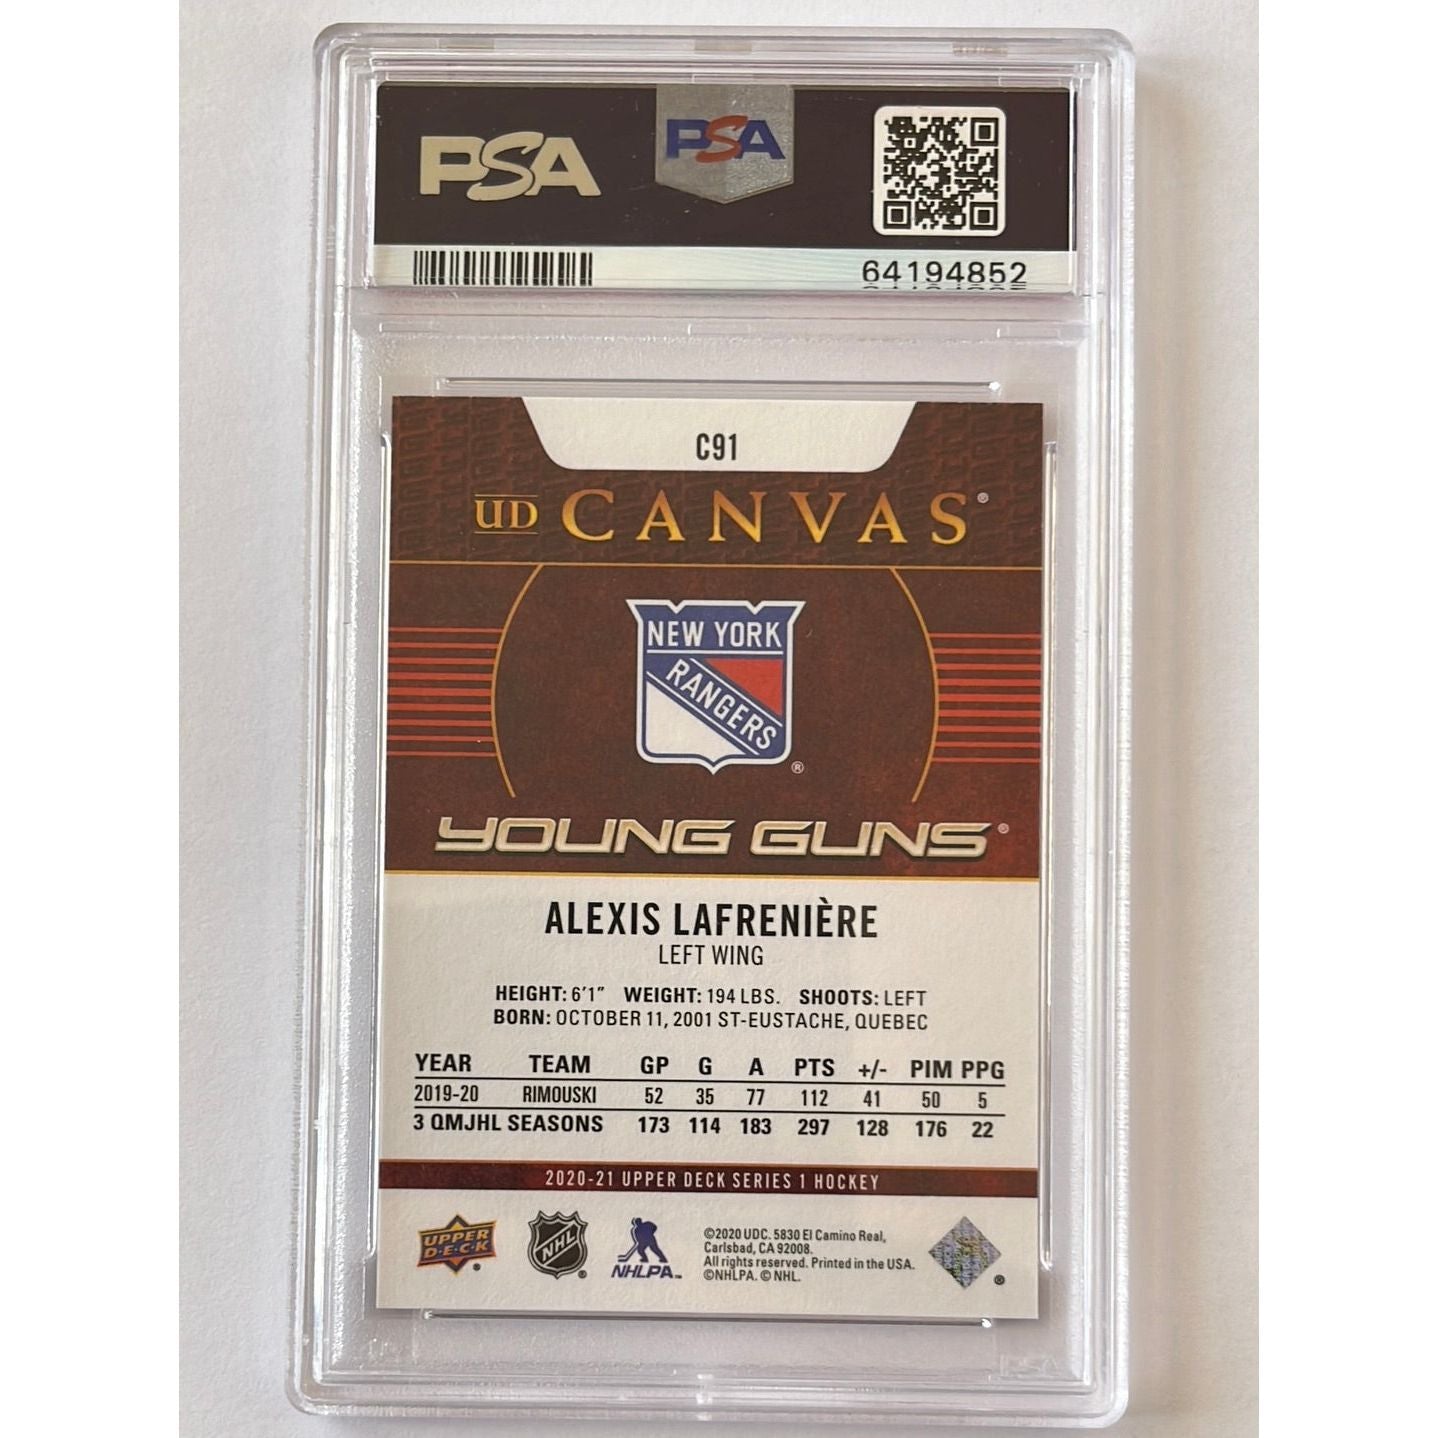 PSA
PSA
64194852
C91
UD CANVAS®
NEW YORK
RANGERS
®
YOUNG GUNS®
ALEXIS LAFRENIÈRE
LEFT WING
HEIGHT: 6'1" WEIGHT: 194 LBS. SHOOTS: LEFT
BORN: OCTOBER 11, 2001 ST-EUSTACHE, QUEBEC
YEAR TEAM GP G A PTS +/- PIM PPG
2019-20 RIMOUSKI 52 35 77 112 41 50 5
3 QMJHL SEASONS 173 114 183 297 128 176 22
2020-21 UPPER DECK SERIES 1 HOCKEY
UPPER
D·E·C·K ®
NHL ®
NHLPA™
©2020 UDC. 5830 El Camino Real,
Carlsbad, CA 92008.
All rights reserved. Printed in the USA.
©NHLPA. © NHL.
®